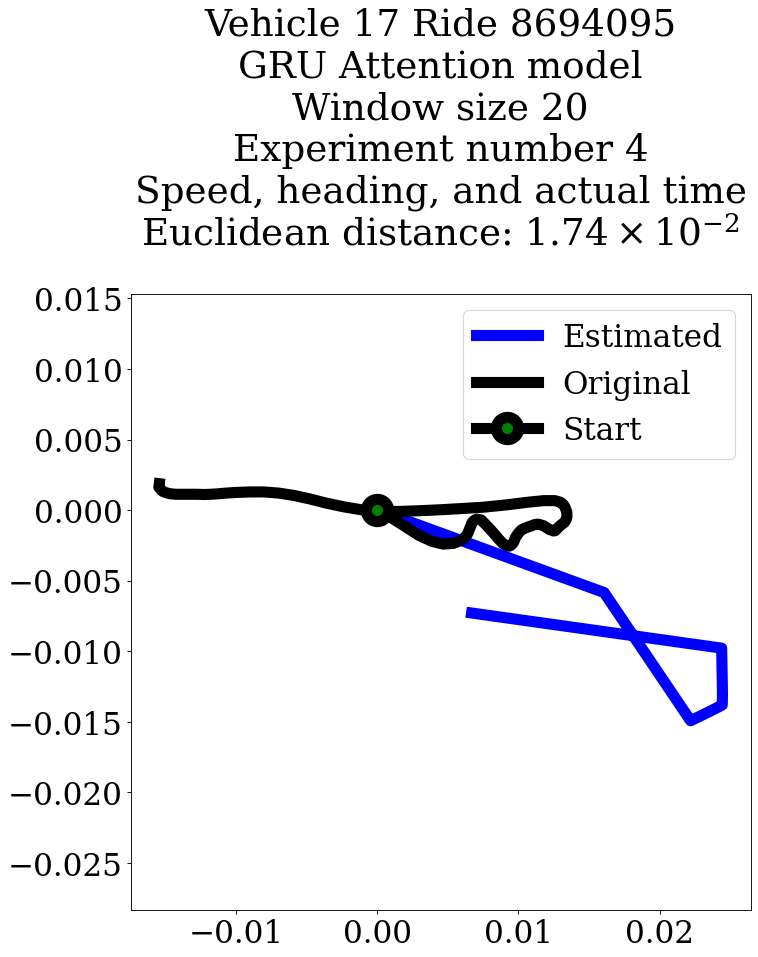 Vehicle 17 Ride 8694095
GRU Attention model
Window size 20
Experiment number 4
Speed, heading, and actual time
Euclidean distance: 1.74 × 10⁻²
Estimated
Original
Start
0.015
0.010
0.005
0.000
−0.005
−0.010
−0.015
−0.020
−0.025
−0.01 0.00 0.01 0.02